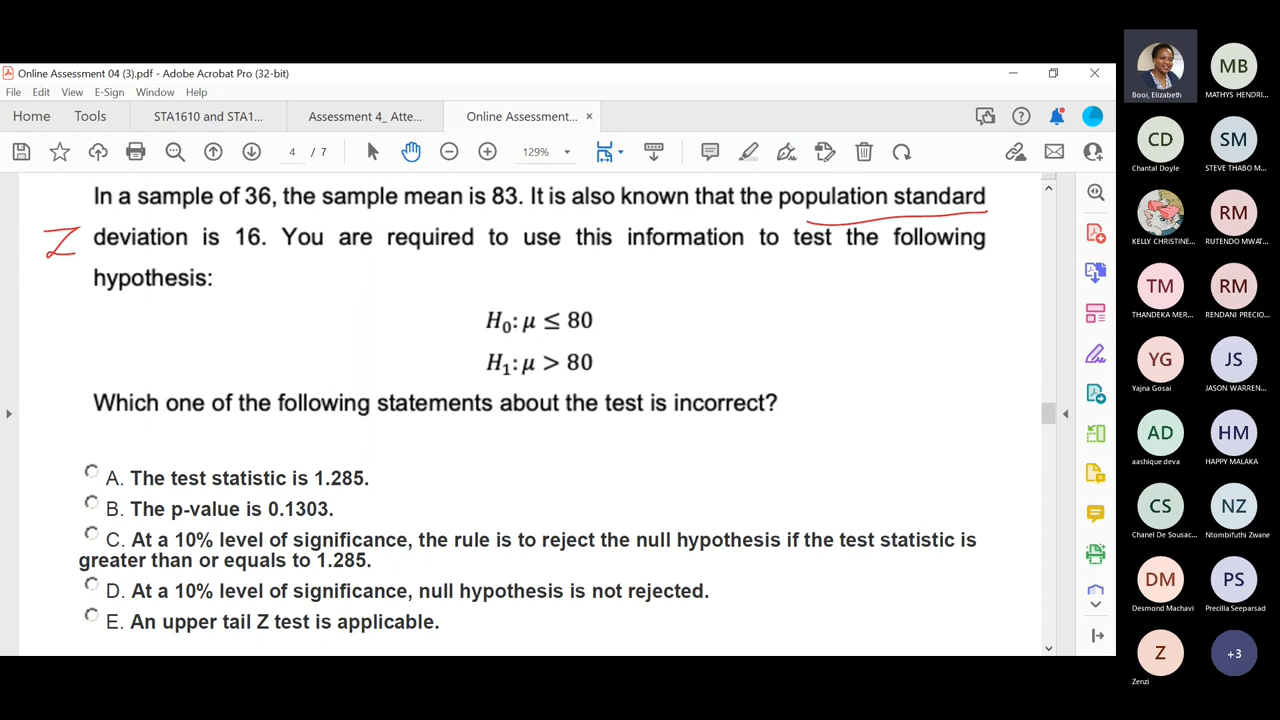 Online Assessment 04 (3).pdf - Adobe Acrobat Pro (32-bit)
File Edit View E-Sign Window Help
Home Tools STA1610 and STA1... Assessment 4_ Atte... Online Assessment... ×
4 / 7 129%
In a sample of 36, the sample mean is 83. It is also known that the population standard
Z deviation is 16. You are required to use this information to test the following
hypothesis:
H₀: μ ≤ 80
H₁: μ > 80
Which one of the following statements about the test is incorrect?
A. The test statistic is 1.285.
B. The p-value is 0.1303.
C. At a 10% level of significance, the rule is to reject the null hypothesis if the test statistic is
greater than or equals to 1.285.
D. At a 10% level of significance, null hypothesis is not rejected.
E. An upper tail Z test is applicable.
Booi, Elizabeth
MB
MATHYS HENDRI...
CD
Chantal Doyle
SM
STEVE THABO M...
KELLY CHRISTINE...
RM
RUTENDO MWAT...
TM
THANDEKA MER...
RM
RENDANI PRECIO...
YG
Yajna Gosai
JS
JASON WARREN...
AD
aashique deva
HM
HAPPY MALAKA
CS
Chanel De Sousac...
NZ
Ntombifuthi Zwane
DM
Desmond Machavi
PS
Precilla Seeparsad
Z
Zenzi
+3